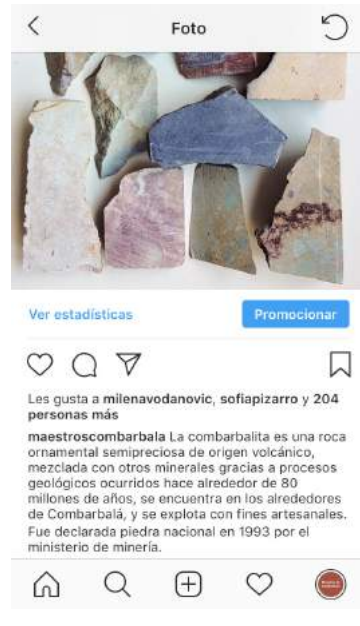 Foto
Ver estadísticas
Promocionar
Les gusta a milenavodanovic, sofiapizarro y 204
personas más
maestroscombarbala La combarbalita es una roca
ornamental semipreciosa de origen volcánico,
mezclada con otros minerales gracias a procesos
geológicos ocurridos hace alrededor de 80
millones de años, se encuentra en los alrededores
de Combarbalá, y se explota con fines artesanales.
Fue declarada piedra nacional en 1993 por el
ministerio de minería.